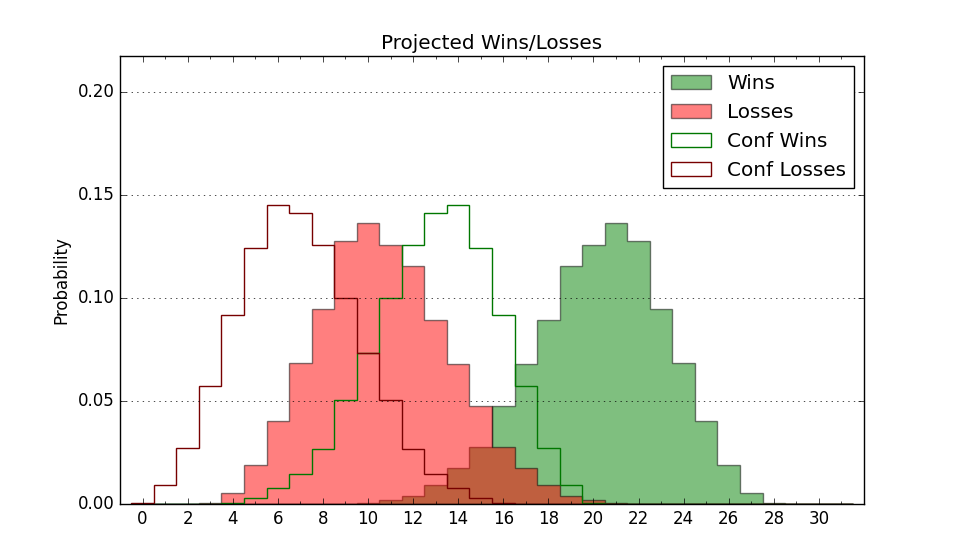 Projected Wins/Losses
Wins
Losses
Conf Wins
Conf Losses
Probability
0.20
0.15
0.10
0.05
0.00
0 2 4 6 8 10 12 14 16 18 20 22 24 26 28 30